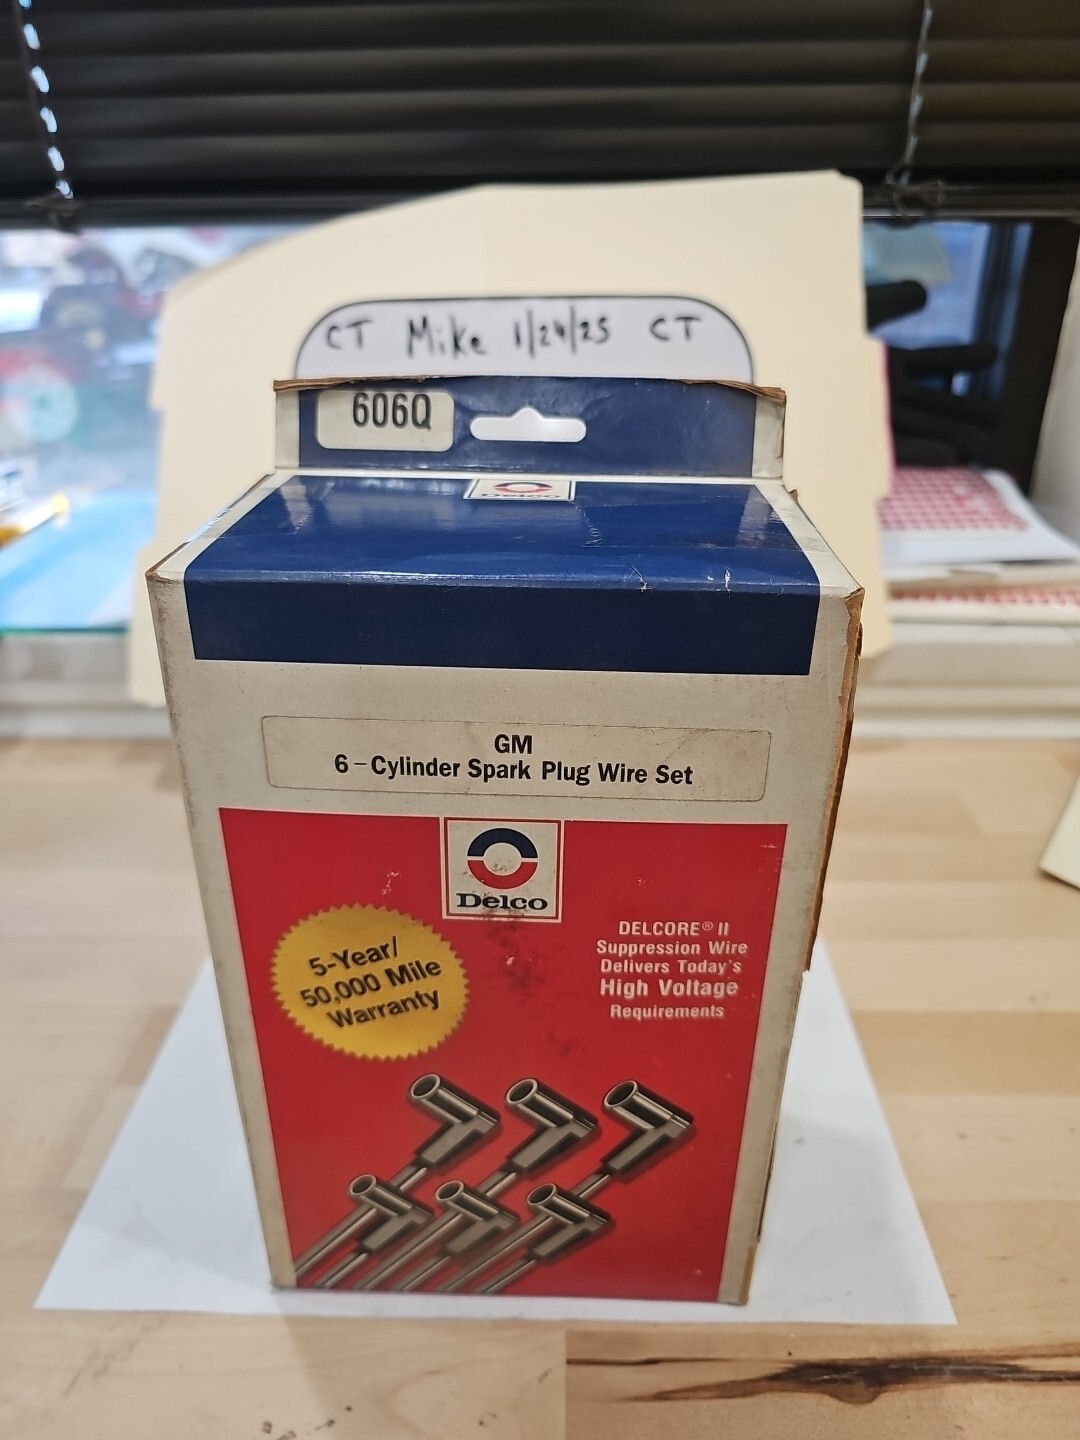 CT Mike 1/24/25 CT
606Q
Delco
GM
6-Cylinder Spark Plug Wire Set
Delco
5-Year/
50,000 Mile
Warranty
DELCORE® II
Suppression Wire
Delivers Today's
High Voltage
Requirements